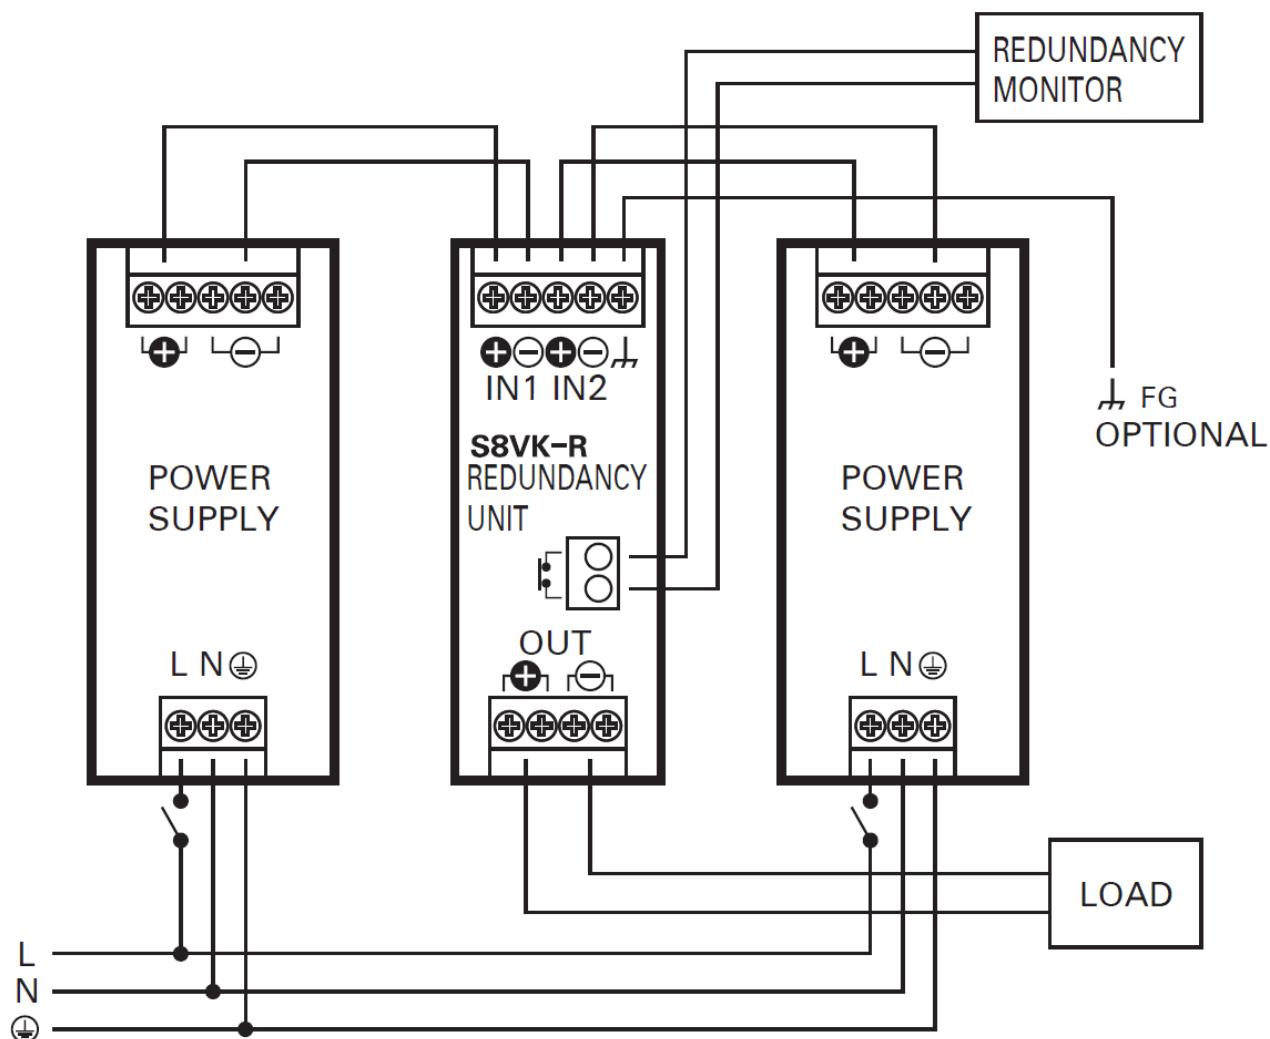 REDUNDANCY
MONITOR
IN1 IN2
FG
OPTIONAL
S8VK-R
REDUNDANCY
UNIT
POWER
SUPPLY
POWER
SUPPLY
OUT
L N
L N
LOAD
L
N